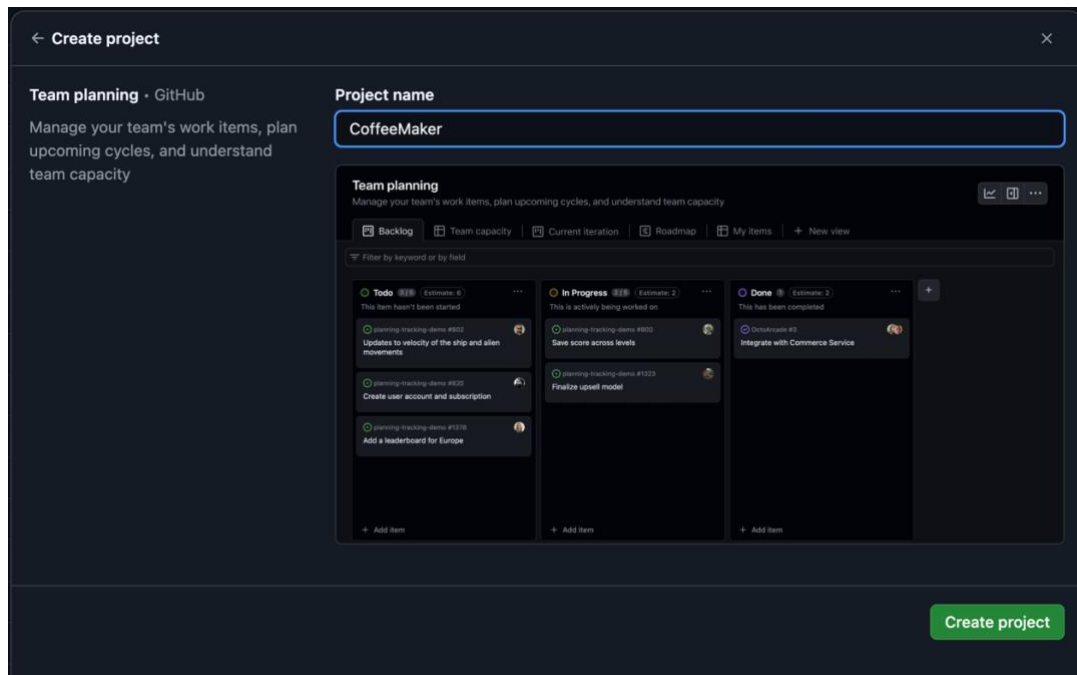 Create project
Team planning • GitHub
Manage your team's work items, plan
upcoming cycles, and understand
team capacity
Project name
CoffeeMaker
Team planning
Manage your team's work items, plan upcoming cycles, and understand team capacity
Backlog
Team capacity
Current iteration
Roadmap
My items
+ New view
Filter by keyword or by field
Todo 3/5 Estimate: 6
This item hasn't been started
planning-tracking-demo #802
Updates to velocity of the ship and alien
movements
planning-tracking-demo #820
Create user account and subscription
planning-tracking-demo #1378
Add a leaderboard for Europe
+ Add item
In Progress Estimate: 2
This is actively being worked on
planning-tracking-demo #800
Save score across levels
planning-tracking-demo #1323
Finalize upsell model
+ Add item
Done Estimate: 2
This has been completed
OctoArcade #3
Integrate with Commerce Service
+ Add item
Create project